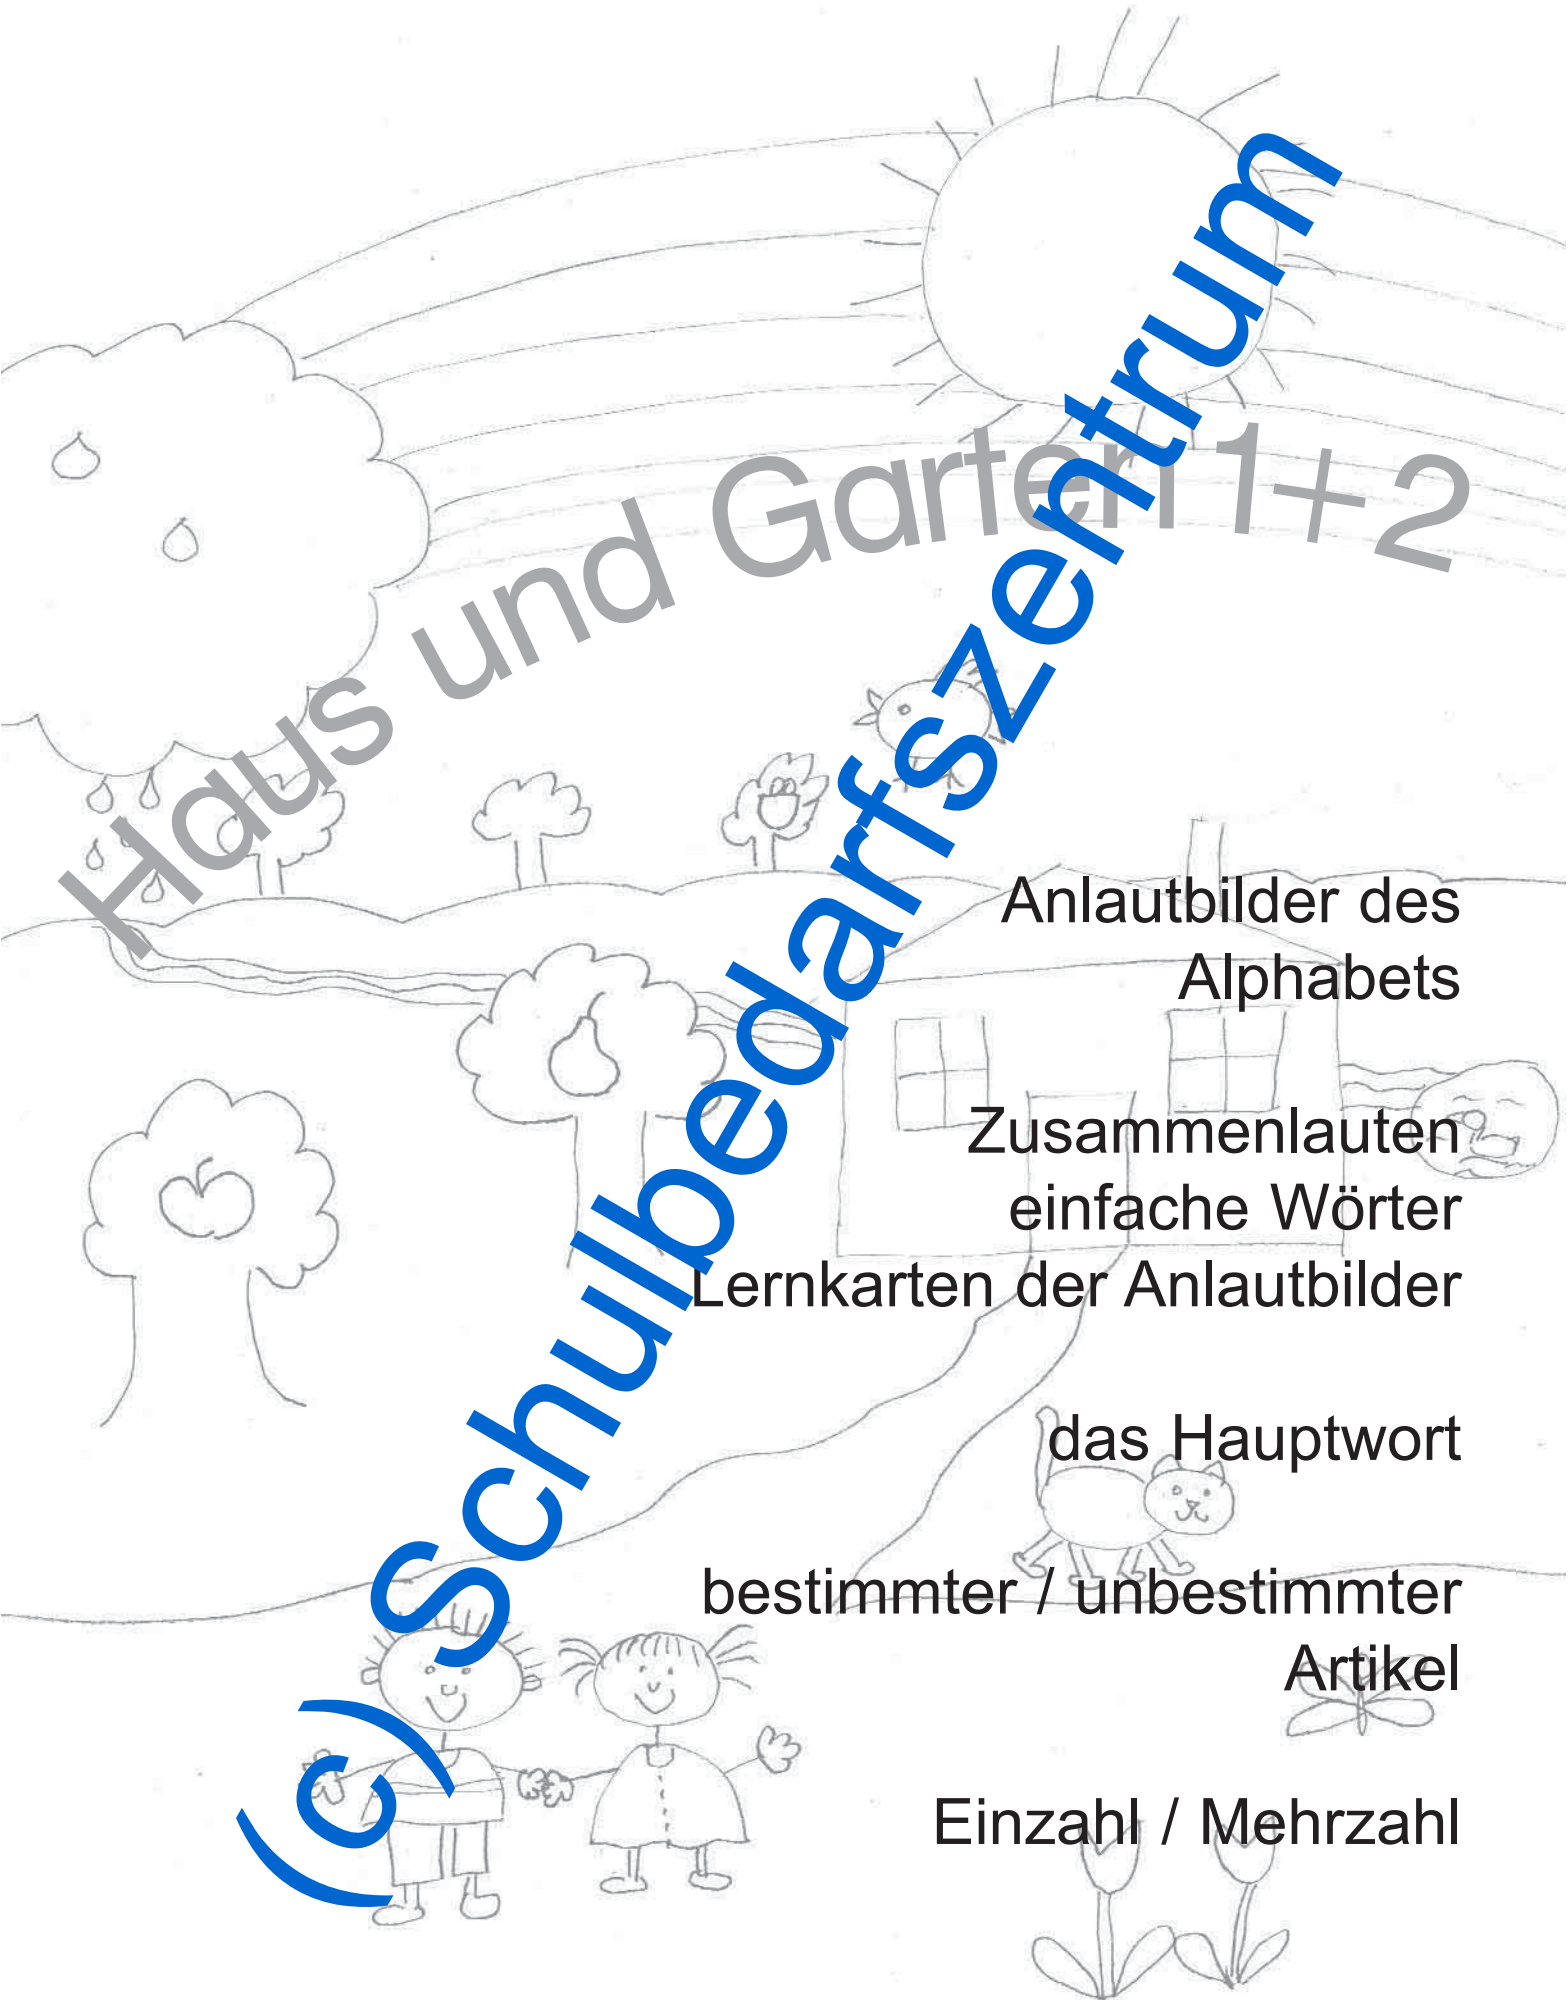 Haus und Garten 1+2
(c) Schulbedarfszentrum
Anlautbilder des
Alphabets
Zusammenlauten
einfache Wörter
Lernkarten der Anlautbilder
das Hauptwort
bestimmter / unbestimmter
Artikel
Einzahl / Mehrzahl